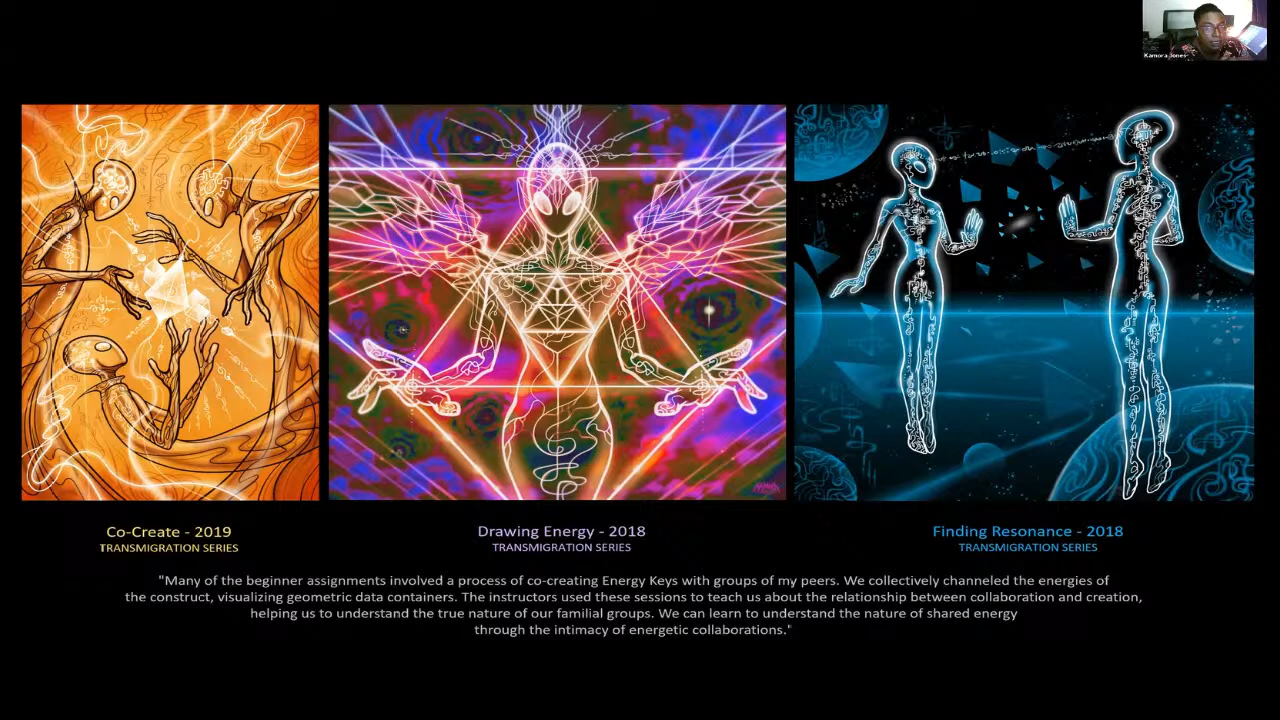 Kamora Jones
Co-Create - 2019
TRANSMIGRATION SERIES
Drawing Energy - 2018
TRANSMIGRATION SERIES
Finding Resonance - 2018
TRANSMIGRATION SERIES
"Many of the beginner assignments involved a process of co-creating Energy Keys with groups of my peers. We collectively channeled the energies of
the construct, visualizing geometric data containers. The instructors used these sessions to teach us about the relationship between collaboration and creation,
helping us to understand the true nature of our familial groups. We can learn to understand the nature of shared energy
through the intimacy of energetic collaborations."